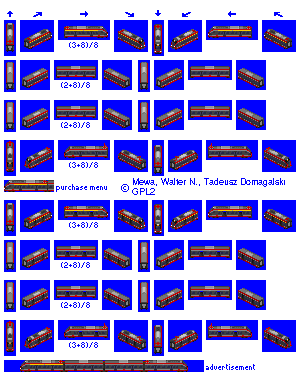 (3+8)/8
(2+8)/8
(2+8)/8
(3+8)/8
purchase menu
© Mewa, Walter N., Tadeusz Domagalski
GPL2
(3+8)/8
(2+8)/8
(2+8)/8
(3+8)/8
advertisement